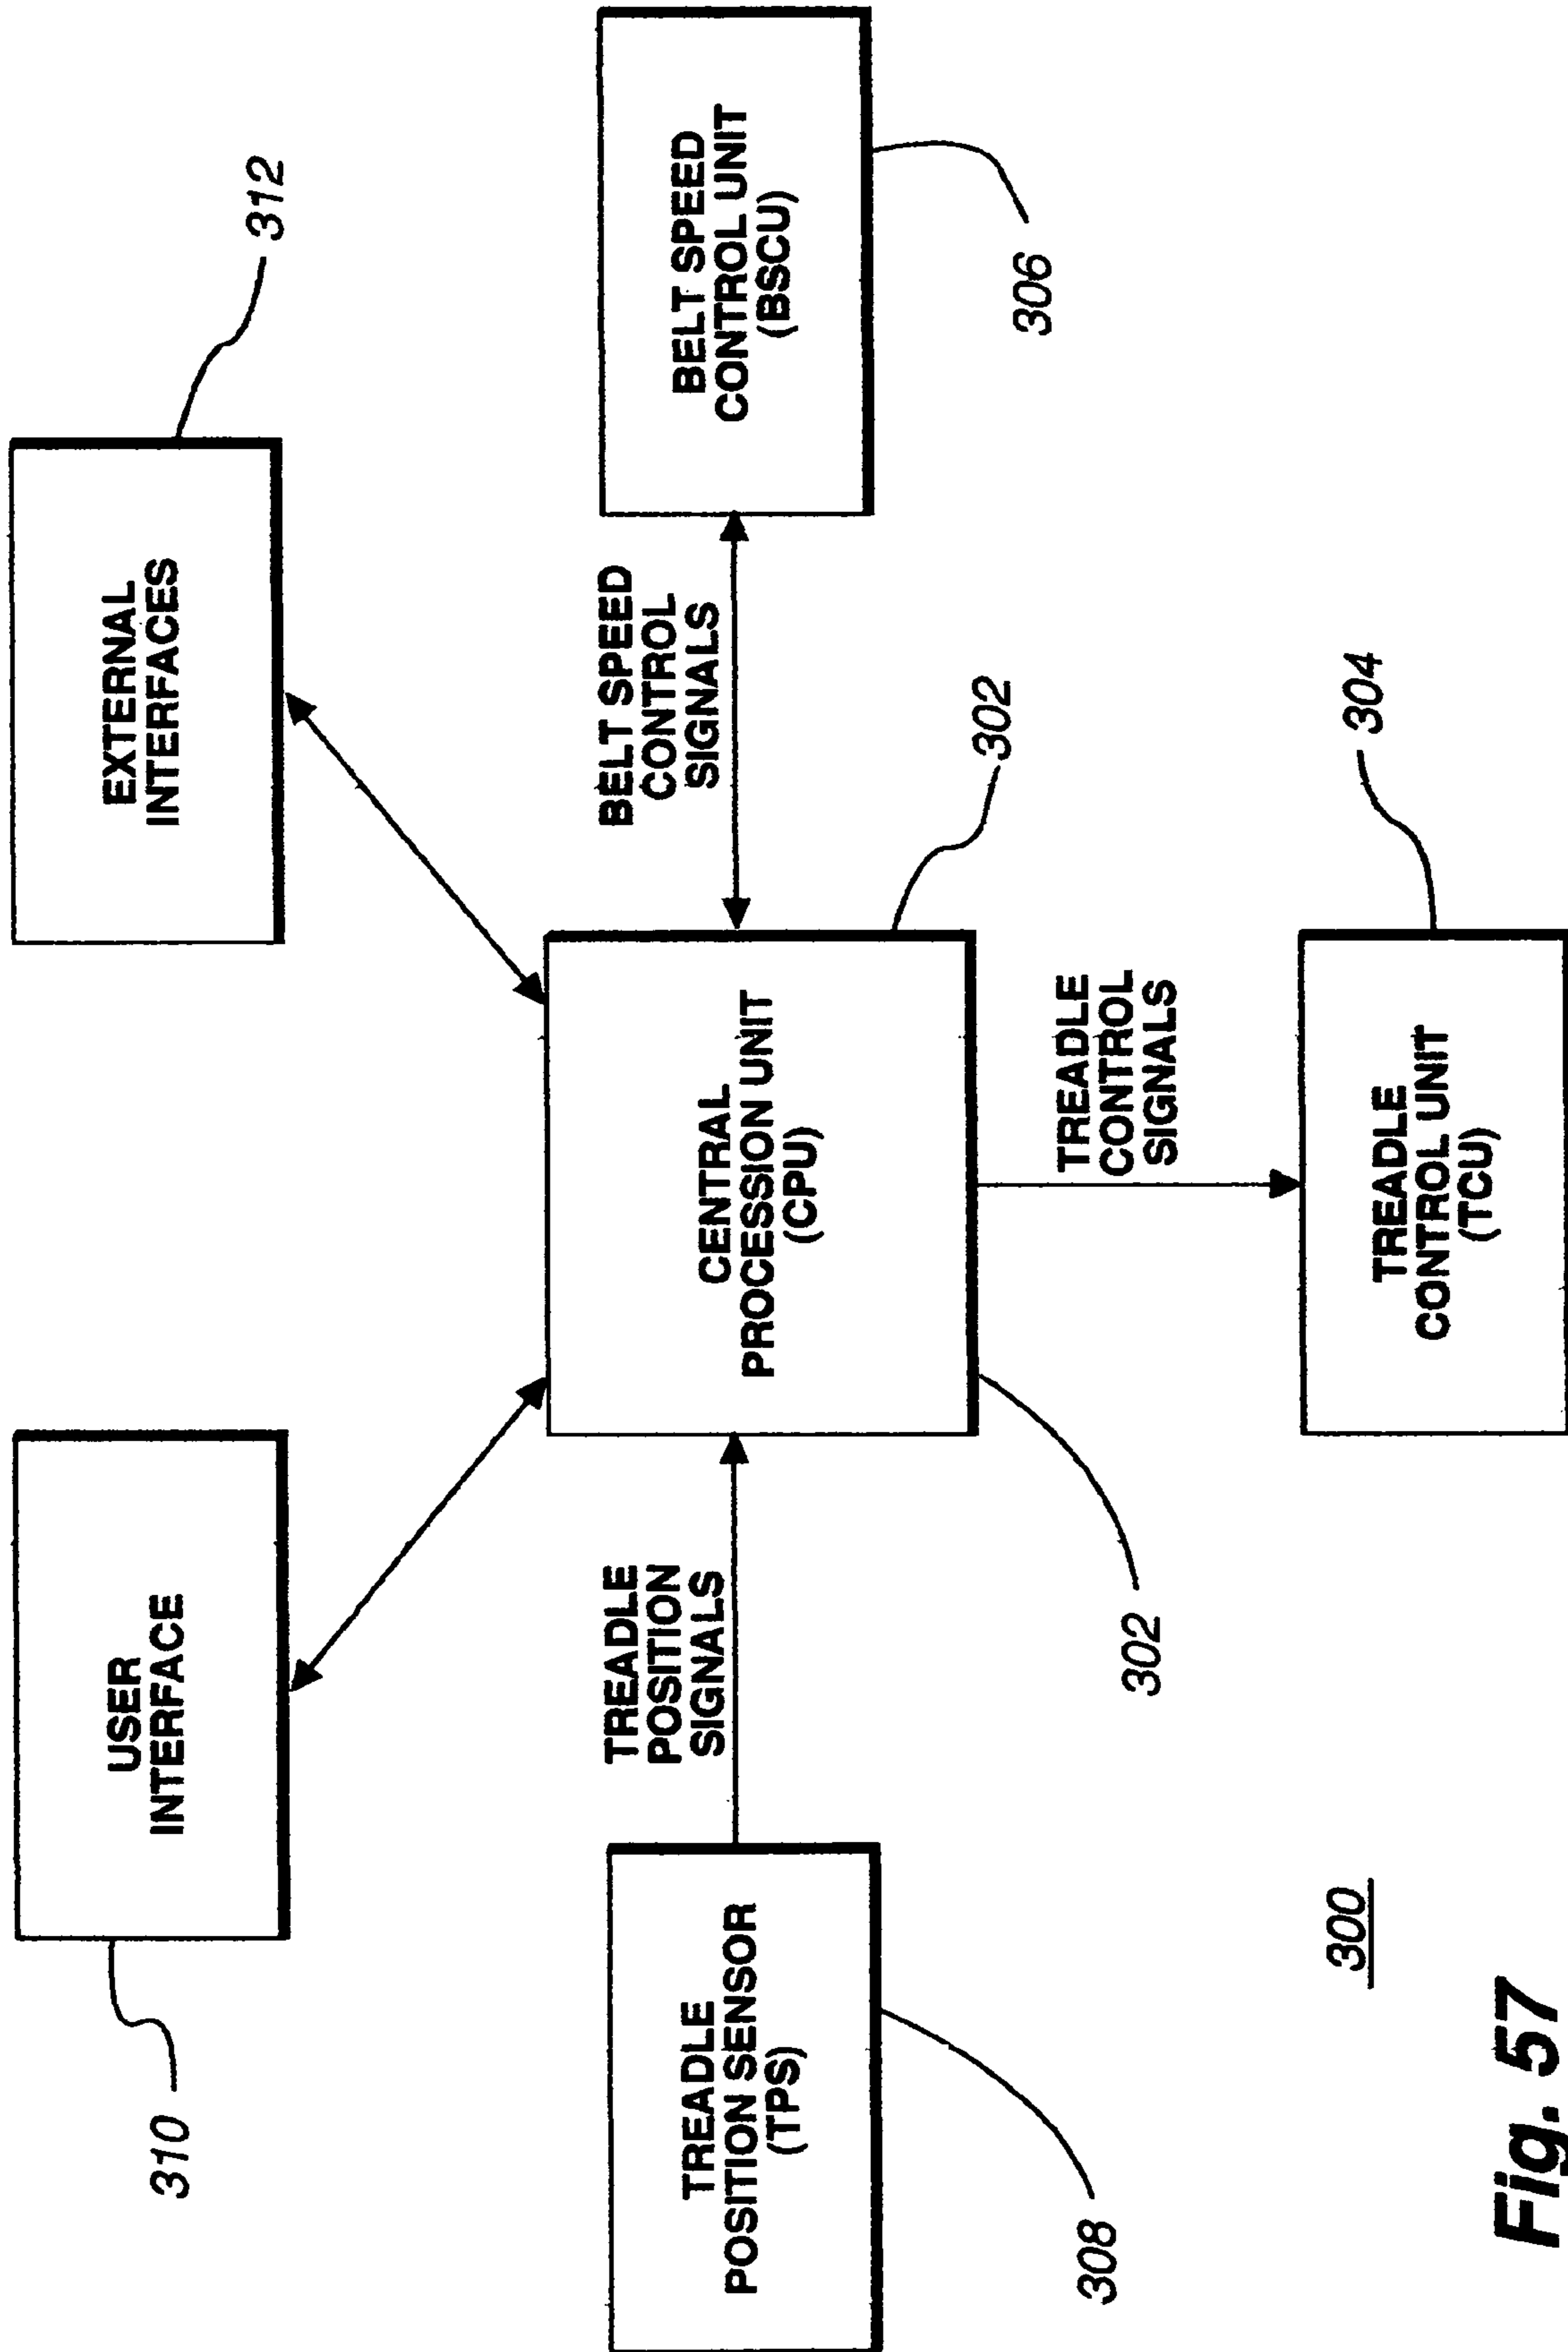 USER
INTERFACE
310
EXTERNAL
INTERFACES
312
TREADLE
POSITION SENSOR
(TPS)
308
TREADLE
POSITION
SIGNALS
CENTRAL
PROCESSION UNIT
(CPU)
302
302
BELT SPEED
CONTROL
SIGNALS
BELT SPEED
CONTROL UNIT
(BSCU)
306
TREADLE
CONTROL
SIGNALS
TREADLE
CONTROL UNIT
(TCU)
304
300
Fig. 57